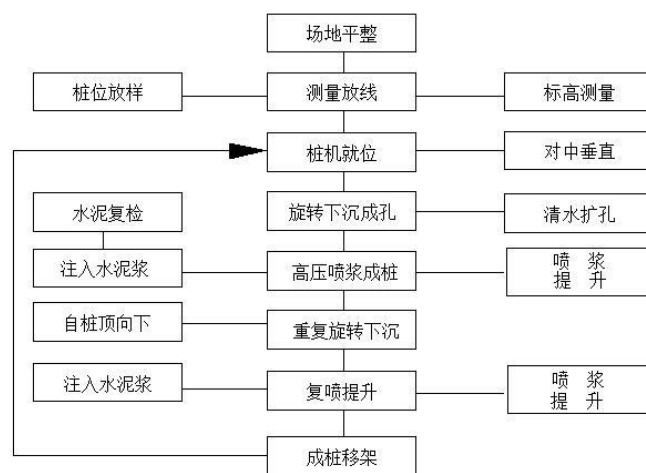 场地平整
桩位放样
测量放线
标高测量
桩机就位
对中垂直
水泥复检
旋转下沉成孔
清水扩孔
注入水泥浆
高压喷浆成桩
喷 浆
提 升
自桩顶向下
重复旋转下沉
注入水泥浆
复喷提升
喷 浆
提 升
成桩移架